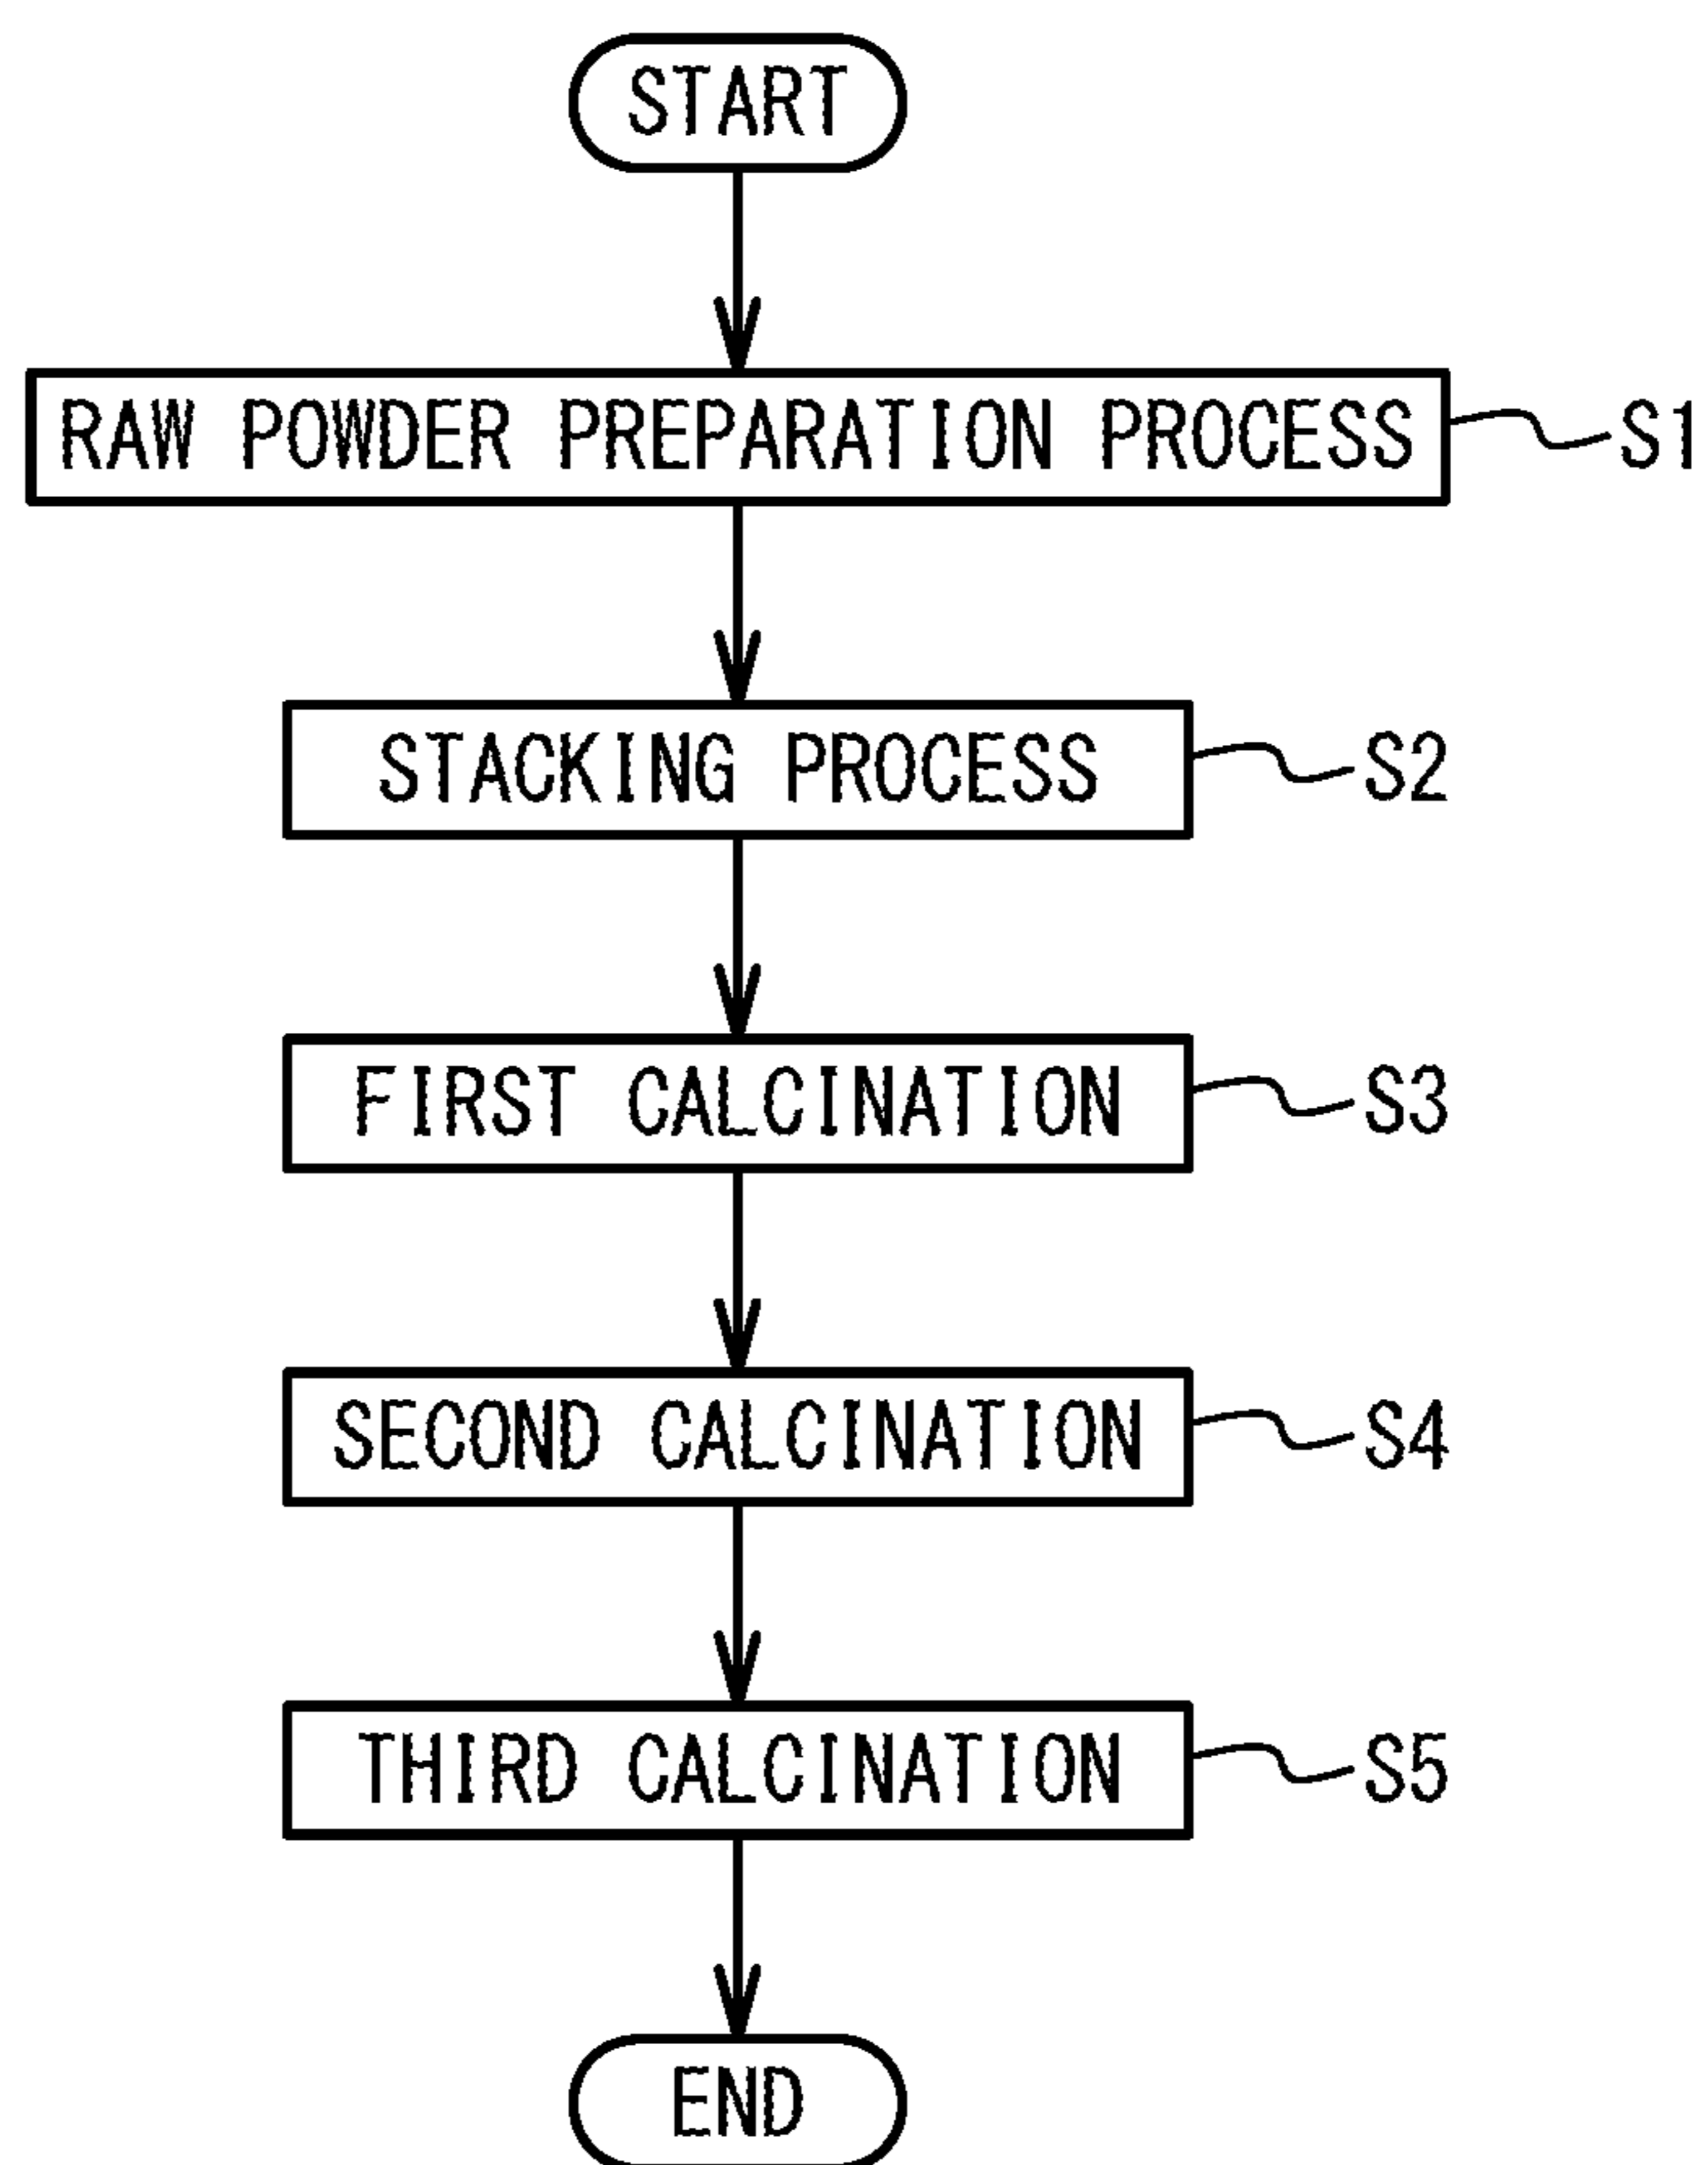 START
RAW POWDER PREPARATION PROCESS S1
STACKING PROCESS S2
FIRST CALCINATION S3
SECOND CALCINATION S4
THIRD CALCINATION S5
END